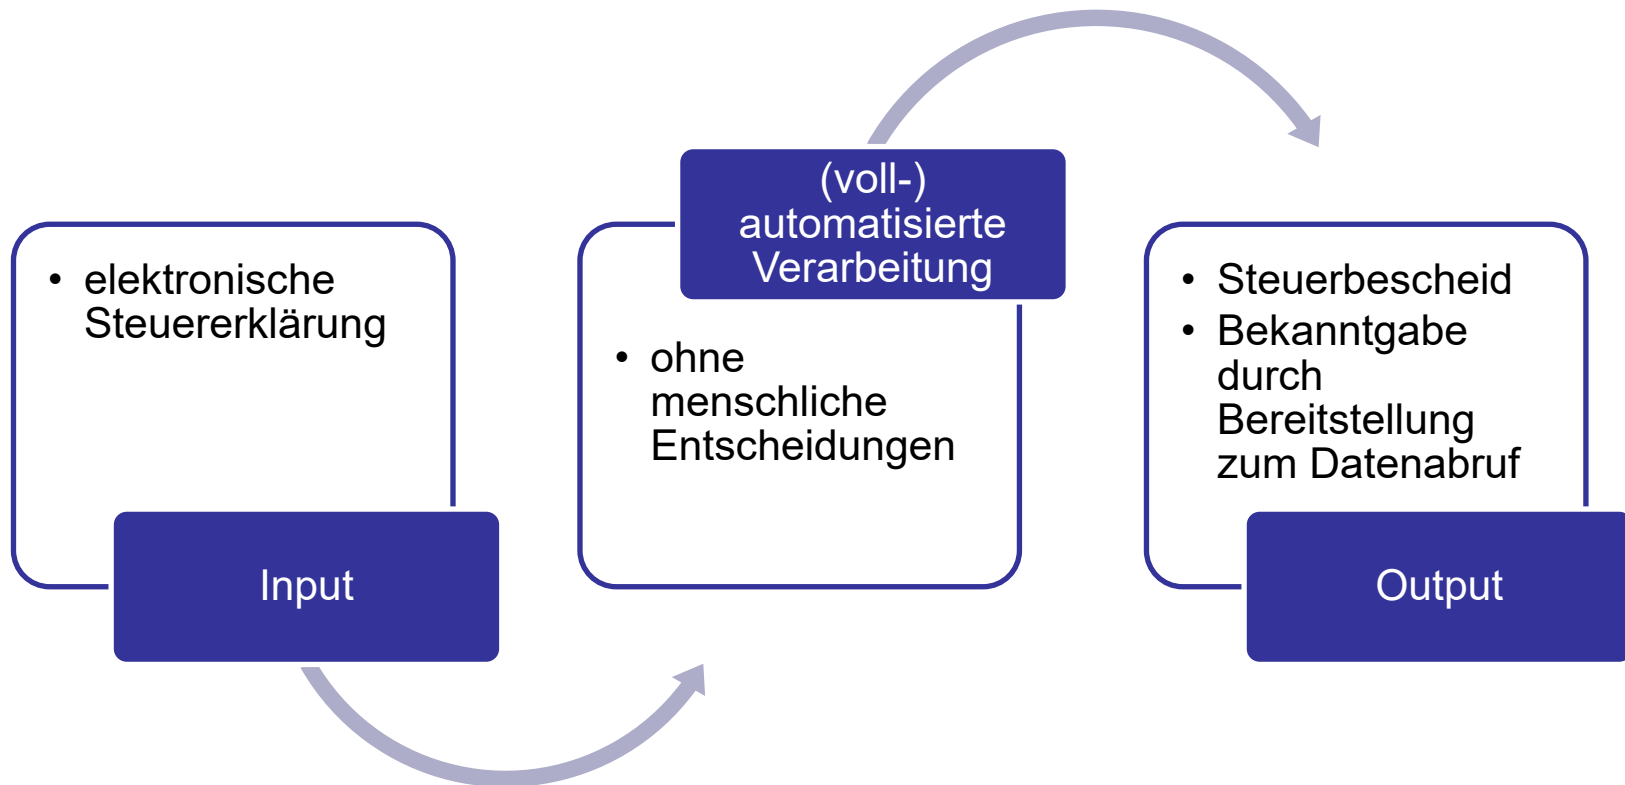 • elektronische
Steuererklärung
Input
(voll-)
automatisierte
Verarbeitung
• ohne
menschliche
Entscheidungen
• Steuerbescheid
• Bekanntgabe
durch
Bereitstellung
zum Datenabruf
Output